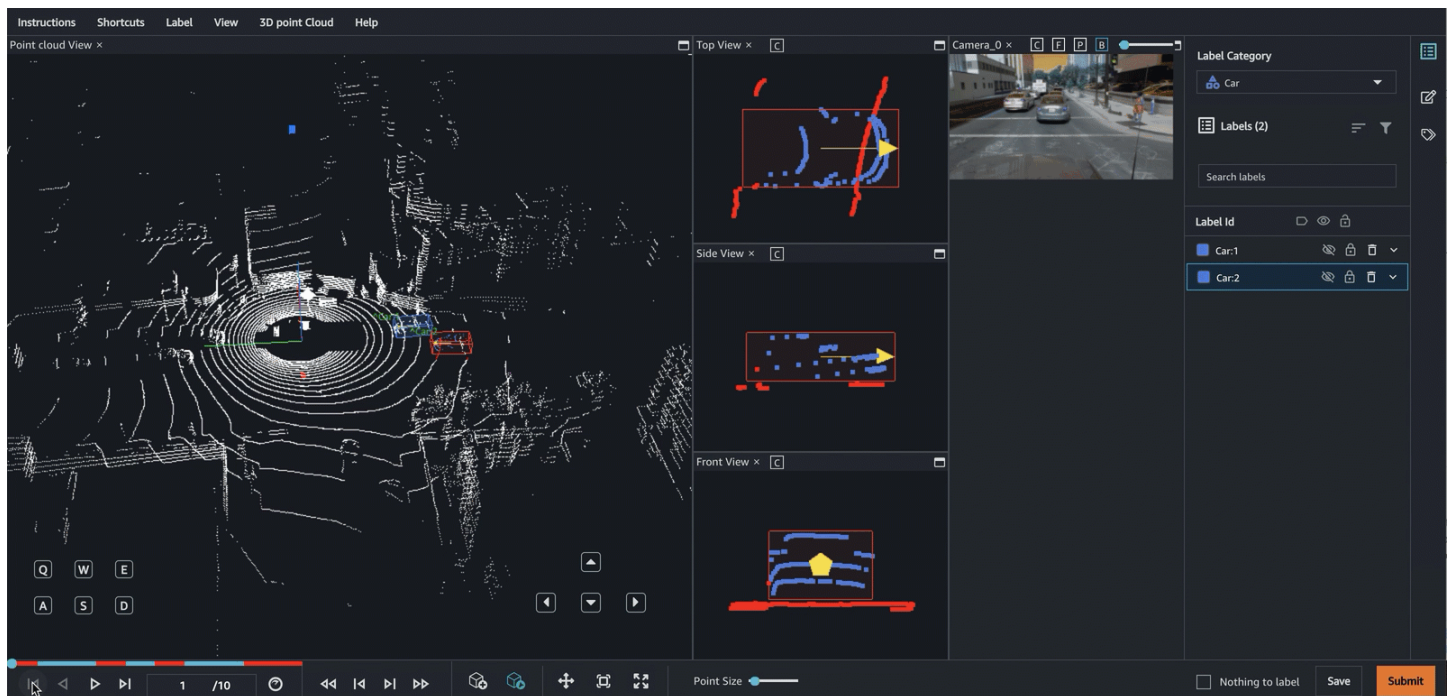 Instructions Shortcuts Label View 3D point Cloud Help
Point cloud View ×
Top View × C
Camera_0 × C F P B
Label Category
Car
Labels (2)
Search labels
Label Id
Car:1
Car:2
Side View × C
Front View × C
Q W E
A S D
1 /10
Point Size
Nothing to label Save Submit